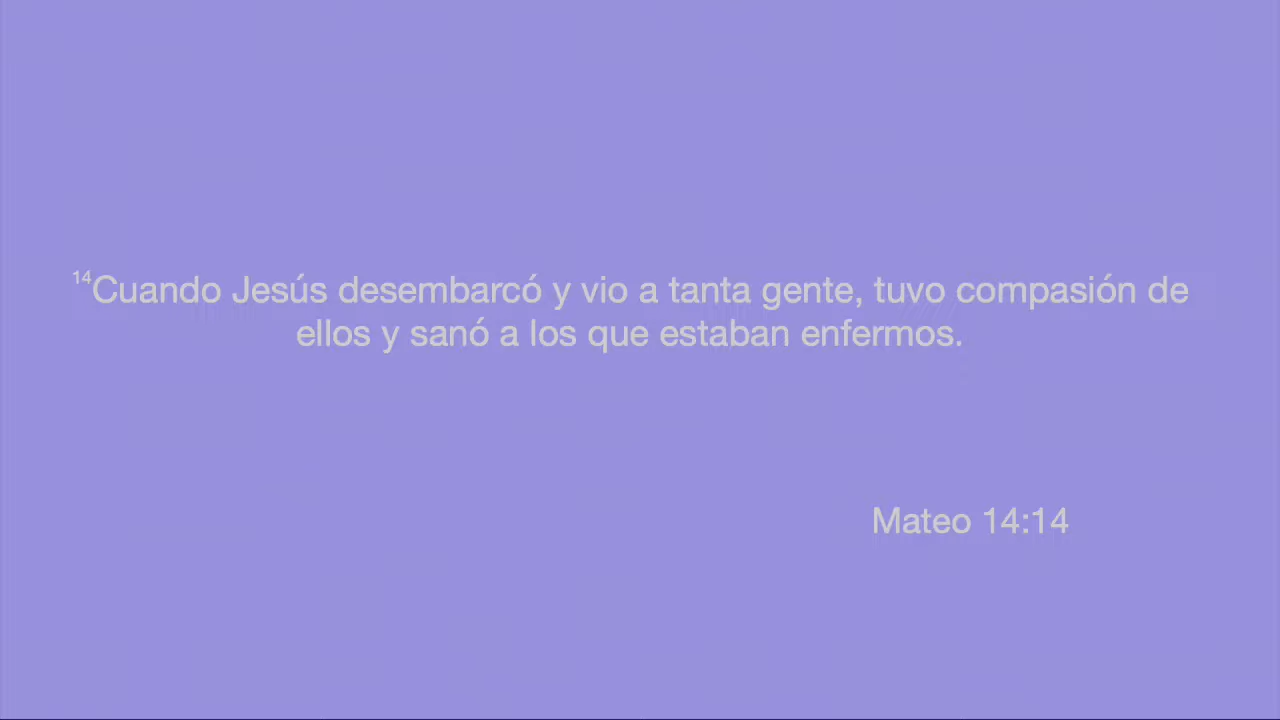 14Cuando Jesús desembarcó y vio a tanta gente, tuvo compasión de
ellos y sanó a los que estaban enfermos.
Mateo 14:14